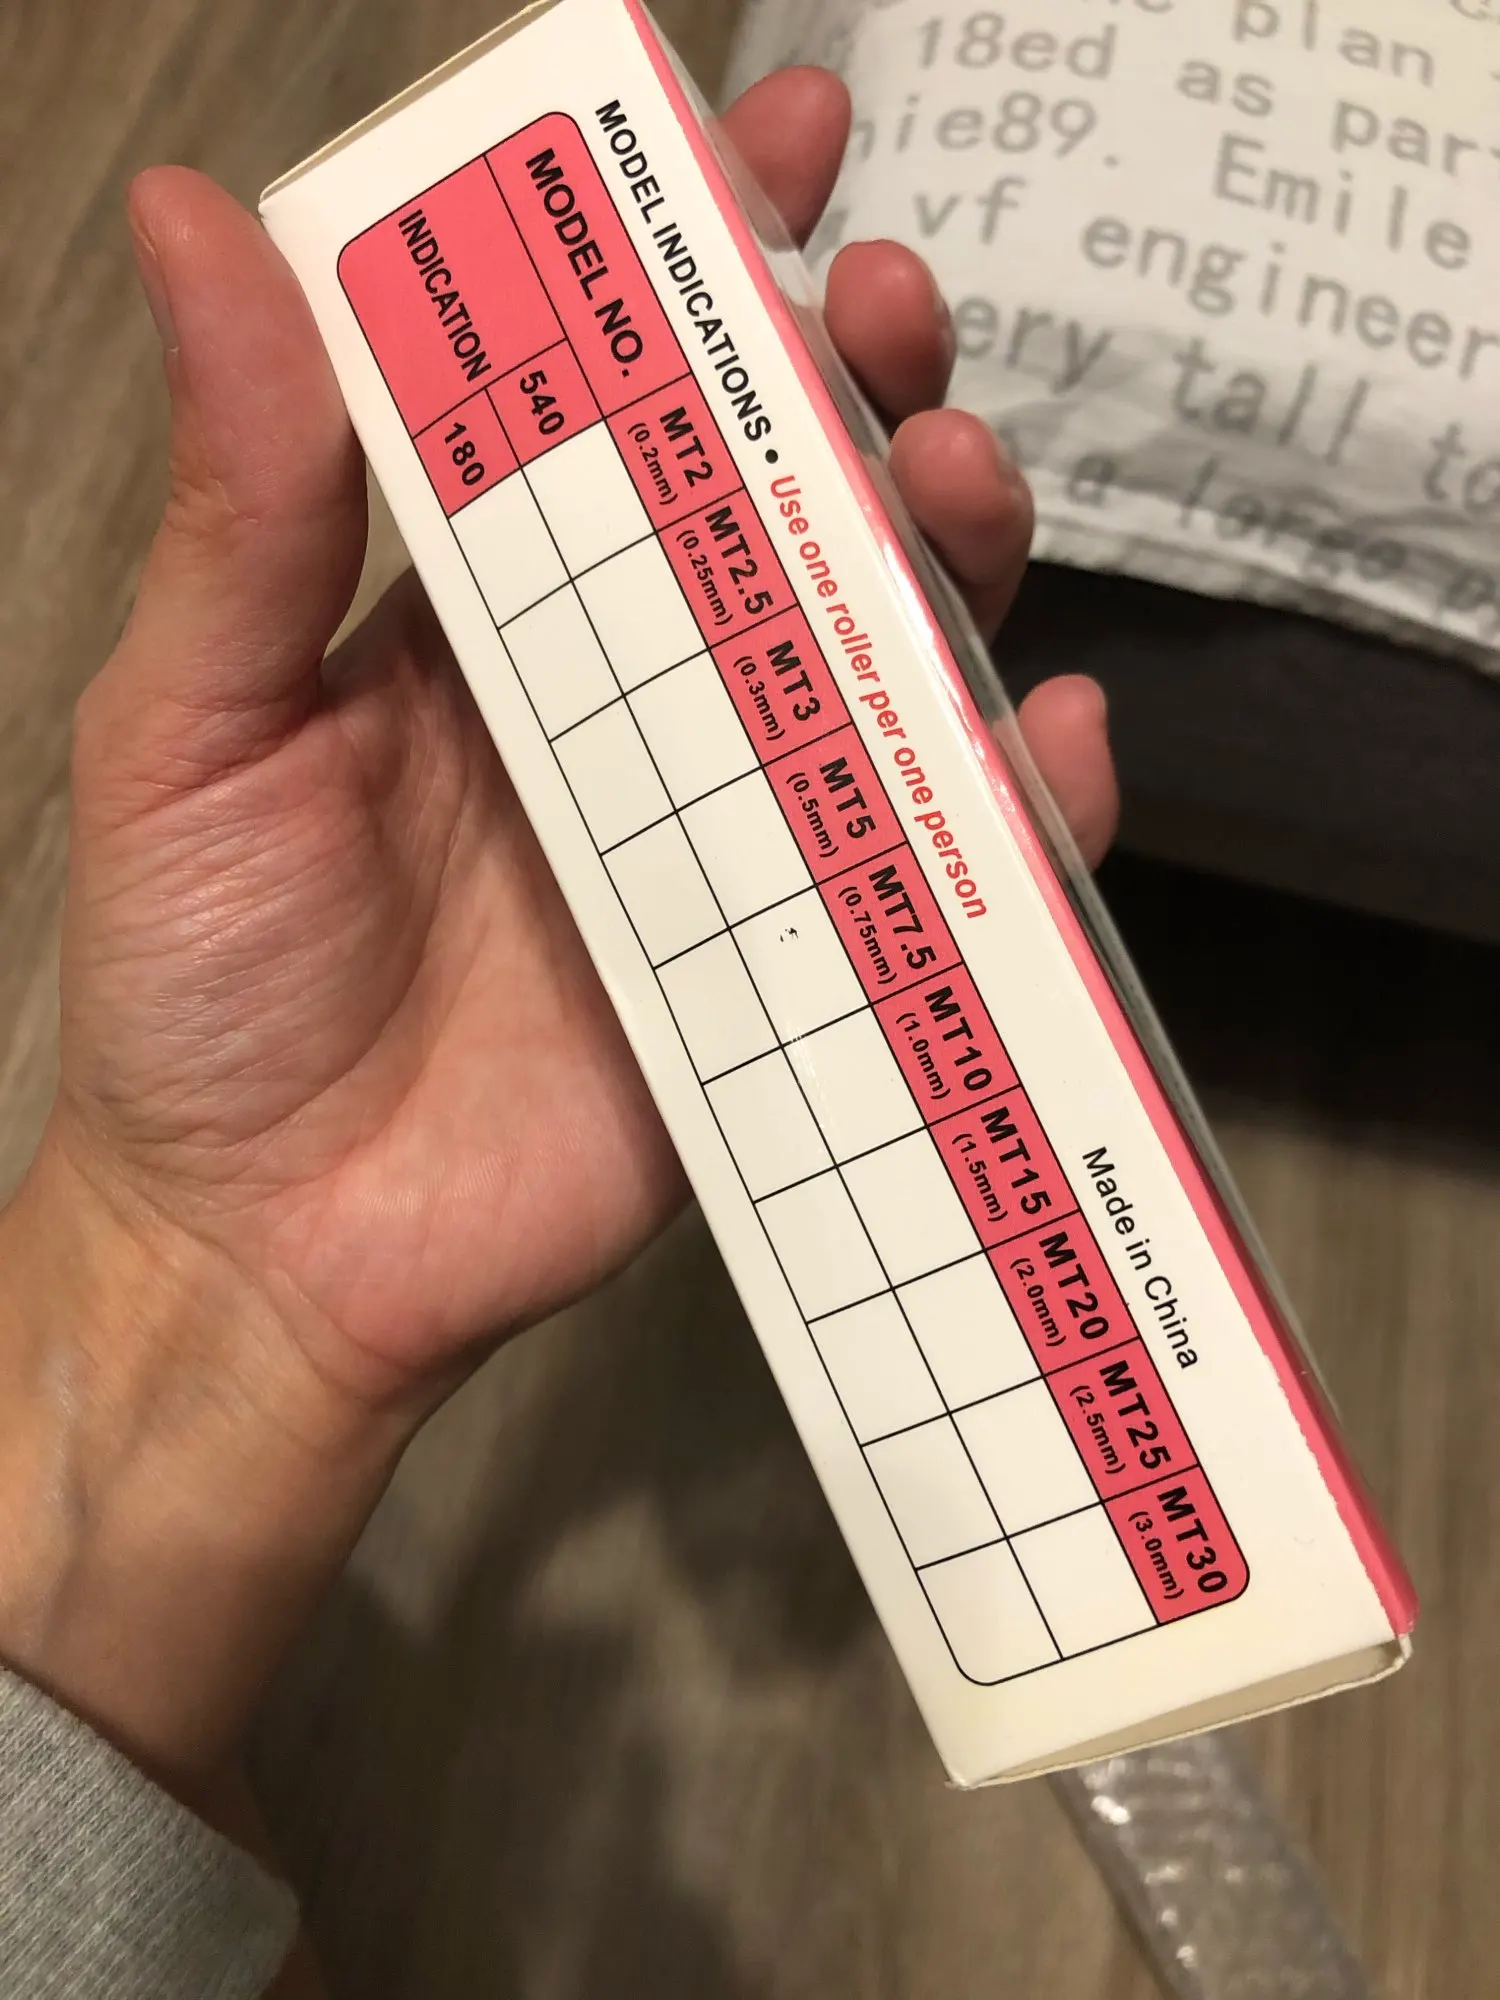 MODEL INDICATIONS • Use one roller per one person
Made in China
MODEL NO.
MT2
(0.2mm)
MT2.5
(0.25mm)
MT3
(0.3mm)
MT5
(0.5mm)
MT7.5
(0.75mm)
MT10
(1.0mm)
MT15
(1.5mm)
MT20
(2.0mm)
MT25
(2.5mm)
MT30
(3.0mm)
INDICATION
540
180
plan
18ed as par
nie89. Emile
vf engineer
ery tall to
a large